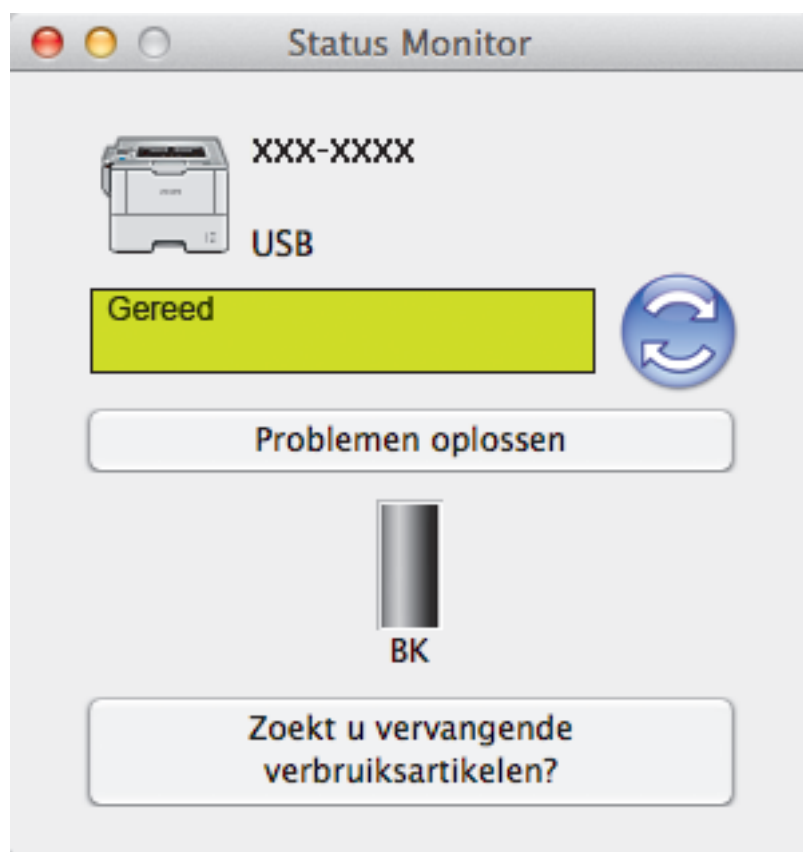 Status Monitor
XXX-XXXX
USB
Gereed
Problemen oplossen
BK
Zoekt u vervangende
verbruiksartikelen?